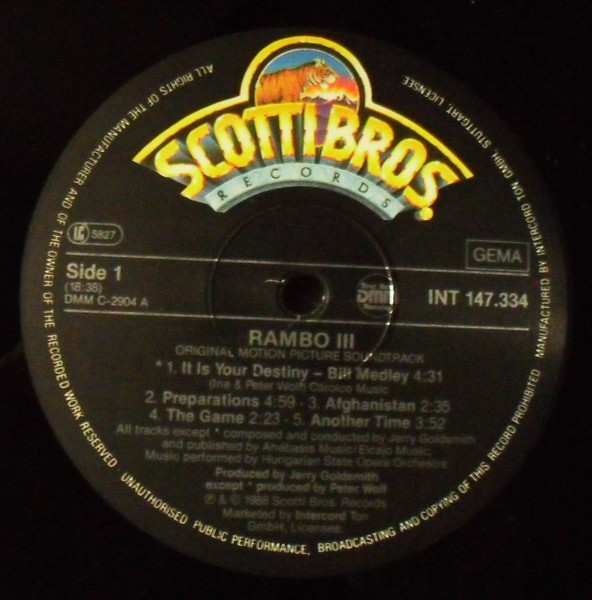 SCOTTI BROS.
RECORDS
LC 5827
GEMA
Side 1
(18:38)
DMM C-2904 A
DMM
INT 147.334
RAMBO III
ORIGINAL MOTION PICTURE SOUNDTRACK
* 1. It Is Your Destiny – Bill Medley 4:31
(Ina & Peter Wolf) Carolco Music
2. Preparations 4:59 - 3. Afghanistan 2:35
4. The Game 2:23 - 5. Another Time 3:52
All tracks except * composed and conducted by Jerry Goldsmith
and published by Anabasis Music/Elcajo Music.
Music performed by Hungarian State Opera Orchestra
Produced by Jerry Goldsmith
except * produced by Peter Wolf
℗ & © 1988 Scotti Bros. Records
Marketed by Intercord Ton
GmbH, Licensee.
ALL RIGHTS OF THE MANUFACTURER AND OF THE OWNER OF THE RECORDED WORK RESERVED UNAUTHORISED PUBLIC PERFORMANCE, BROADCASTING AND COPYING OF THIS RECORD PROHIBITED MANUFACTURED BY INTERCORD TON GMBH, STUTTGART, LICENSEE.